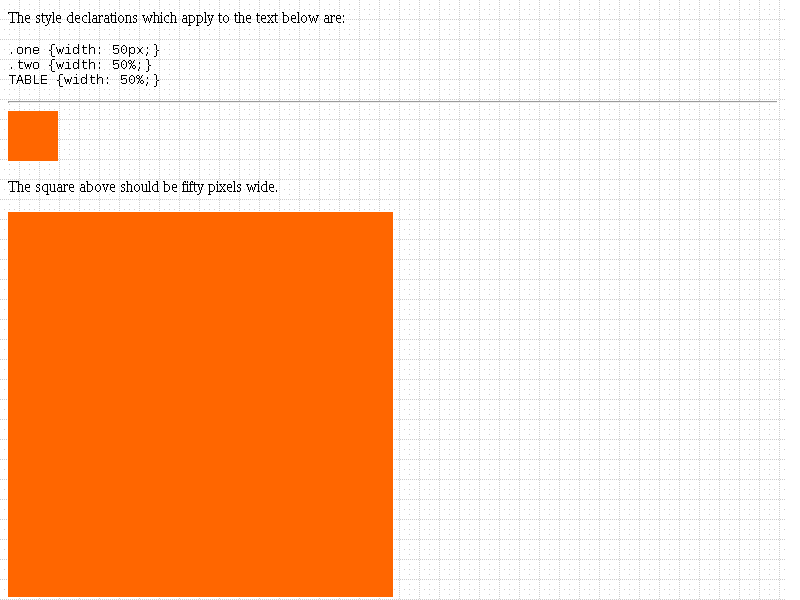 The style declarations which apply to the text below are:
.one {width: 50px;}
.two {width: 50%;}
TABLE {width: 50%;}
The square above should be fifty pixels wide.